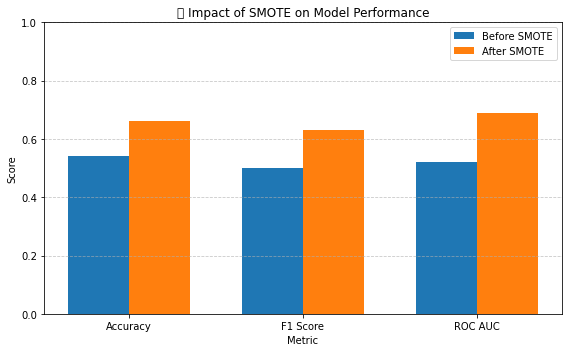 Impact of SMOTE on Model Performance
Before SMOTE
After SMOTE
Score
1.0
0.8
0.6
0.4
0.2
0.0
Accuracy
F1 Score
ROC AUC
Metric